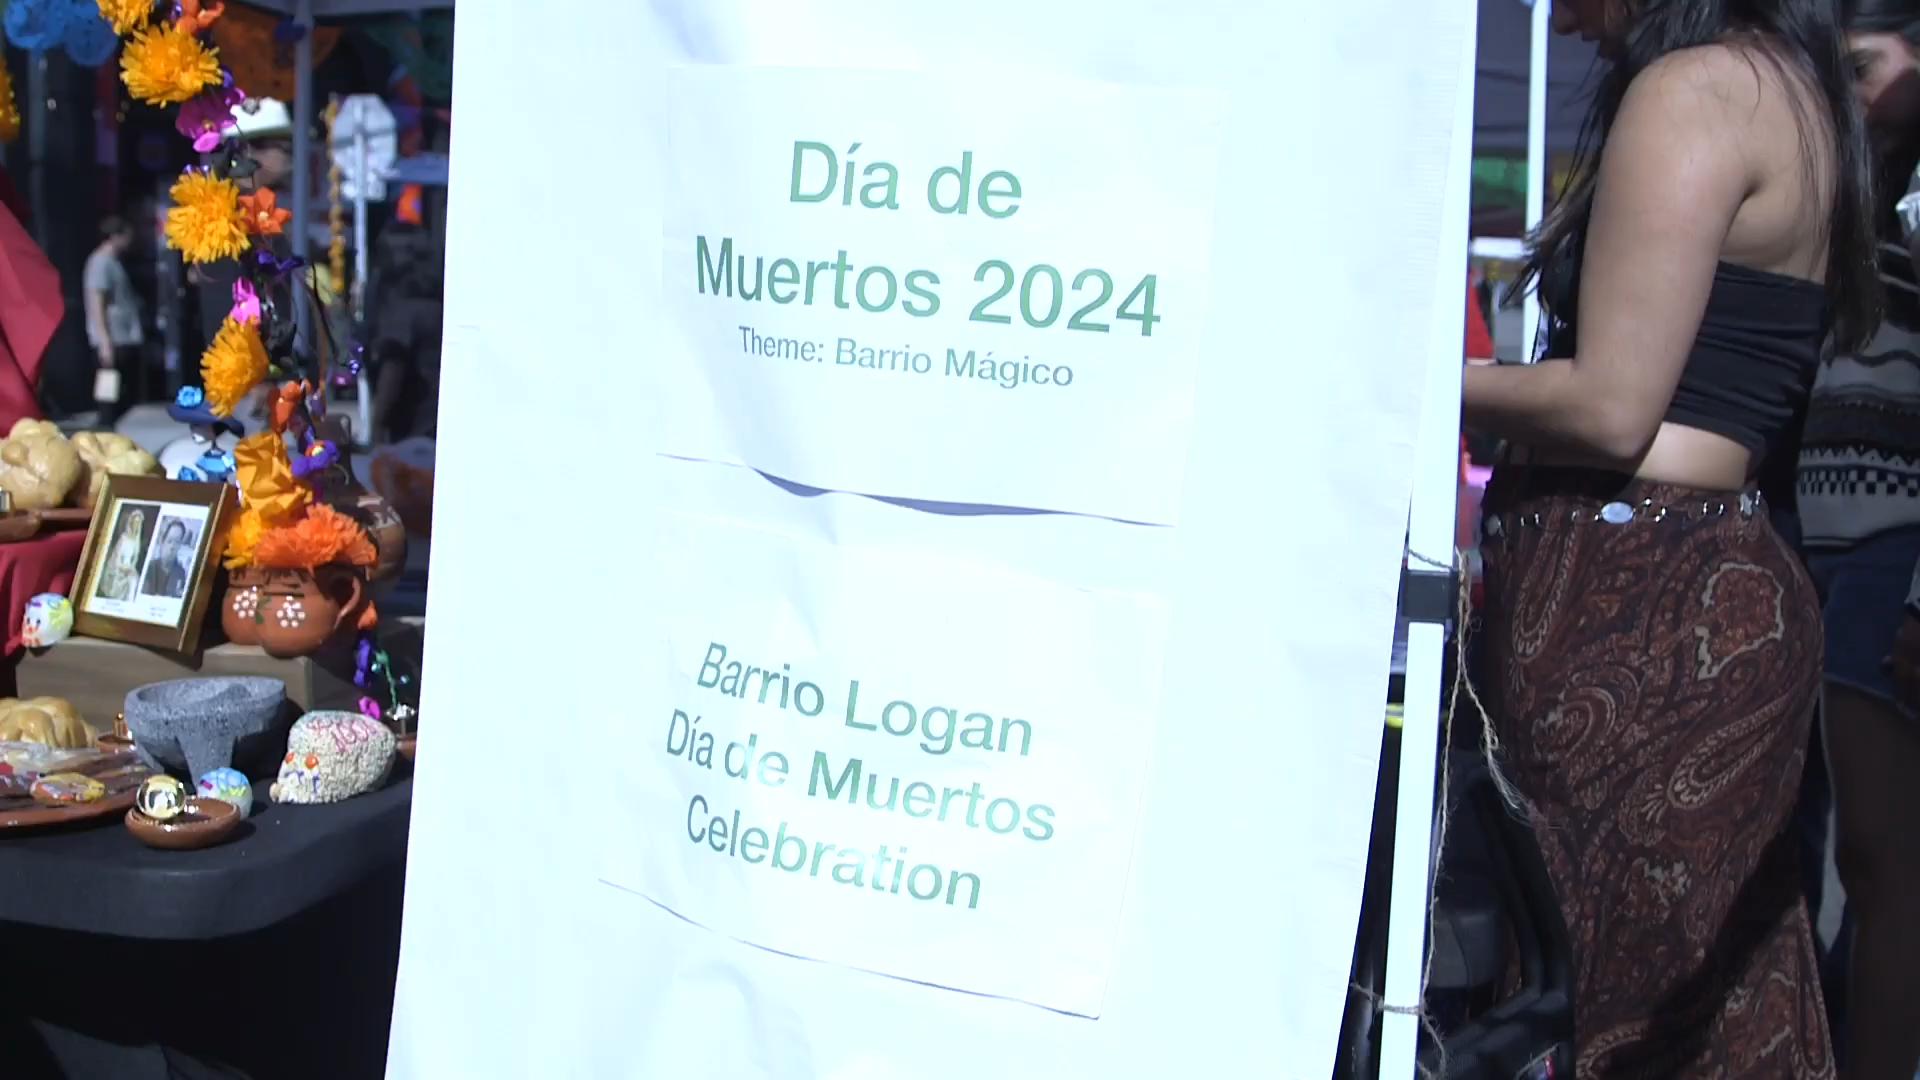 Día de
Muertos 2024
Theme: Barrio Mágico
Barrio Logan
Día de Muertos
Celebration